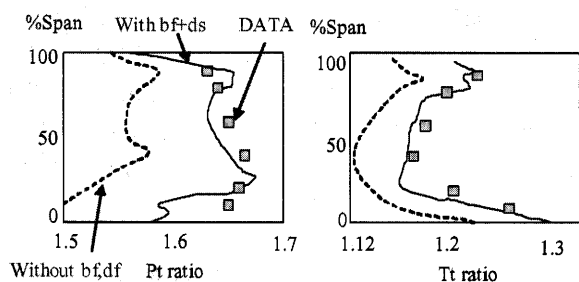 %Span
With bf+ds
DATA
%Span
100
50
0
1.5
1.6
1.7
Without bf,df
Pt ratio
100
50
0
1.12
1.2
1.3
Tt ratio